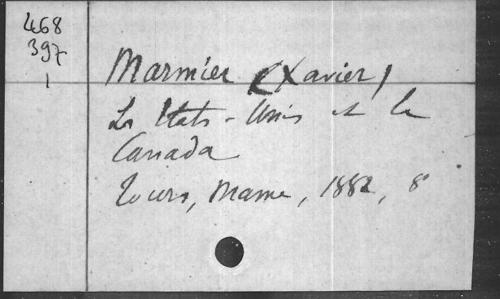 468
397
1
Marmier (Xavier)
Les Etats-Unis et le
Canada
Tours, Mame, 1882, 8°